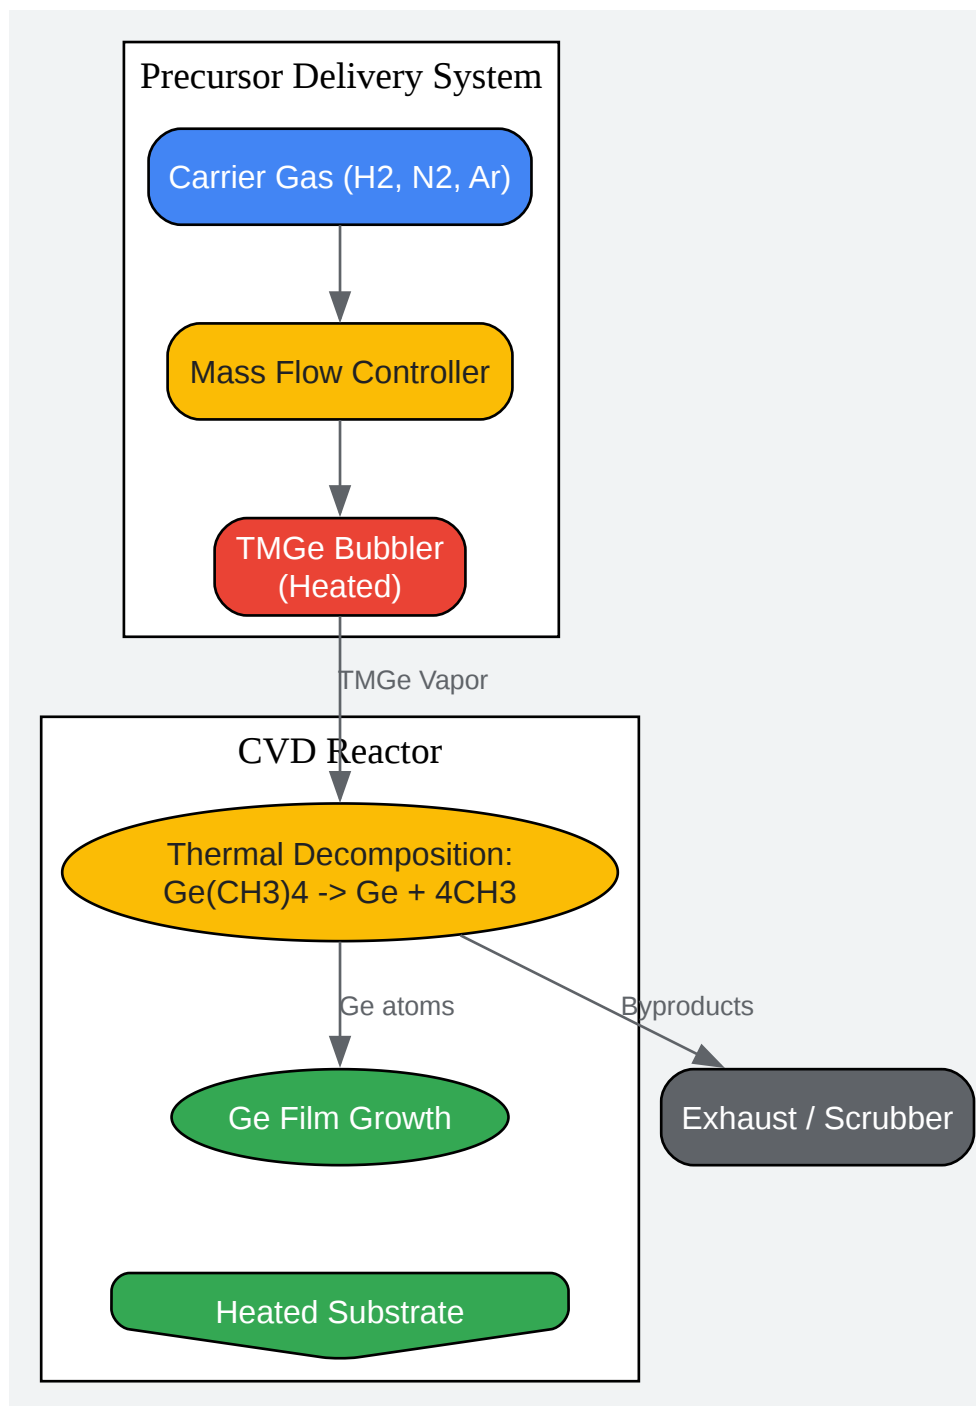 Precursor Delivery System
Carrier Gas (H2, N2, Ar)
Mass Flow Controller
TMGe Bubbler
(Heated)
TMGe Vapor
CVD Reactor
Thermal Decomposition:
Ge(CH3)4 -> Ge + 4CH3
Ge atoms
Byproducts
Ge Film Growth
Exhaust / Scrubber
Heated Substrate